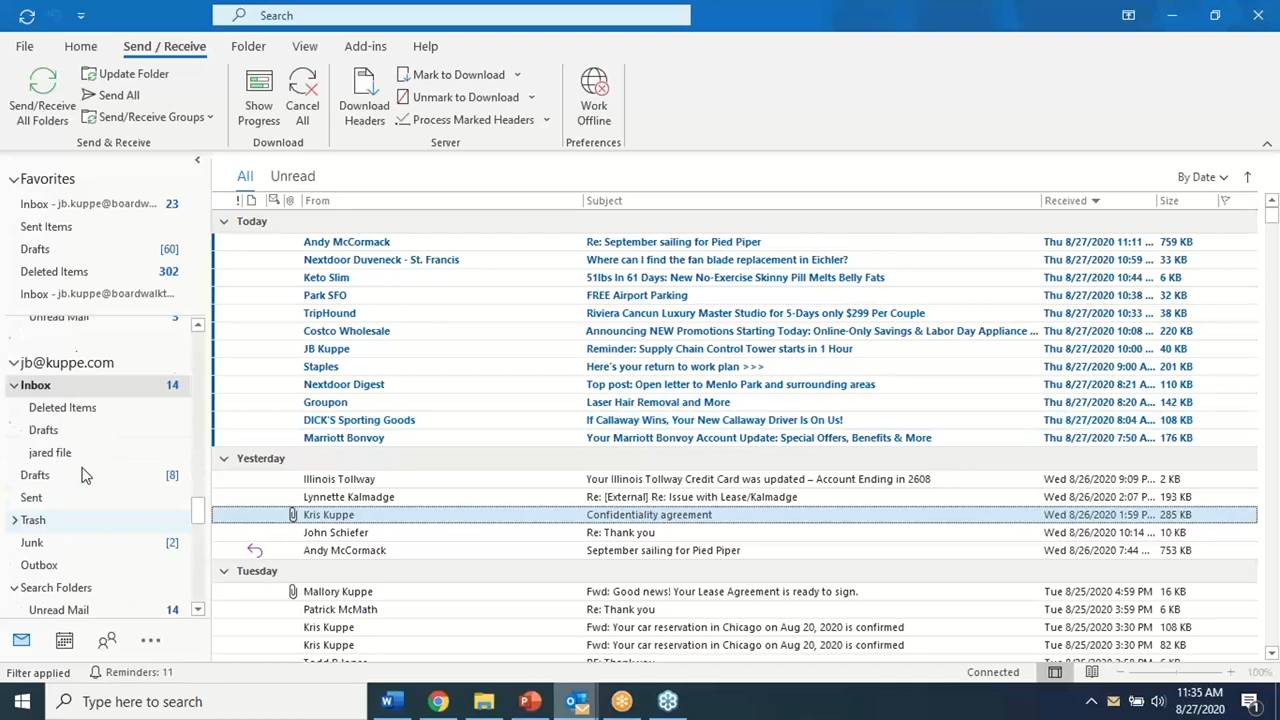 Search
File Home Send / Receive Folder View Add-ins Help
Send/Receive All Folders
Update Folder
Send All
Send/Receive Groups
Send & Receive
Show Progress
Cancel All
Download
Download Headers
Mark to Download
Unmark to Download
Process Marked Headers
Server
Work Offline
Preferences
Favorites
Inbox - jb.kuppe@boardw... 23
Sent Items
Drafts [60]
Deleted Items 302
Inbox - jb.kuppe@boardwalkt...
Unread Mail 3
jb@kuppe.com
Inbox 14
Deleted Items
Drafts
jared file
Drafts [8]
Sent
Trash
Junk [2]
Outbox
Search Folders
Unread Mail 14
All Unread By Date
From Subject Received Size
Today
Andy McCormack Re: September sailing for Pied Piper Thu 8/27/2020 11:11 ... 759 KB
Nextdoor Duveneck - St. Francis Where can I find the fan blade replacement in Eichler? Thu 8/27/2020 10:59 ... 33 KB
Keto Slim 51lbs In 61 Days: New No-Exercise Skinny Pill Melts Belly Fats Thu 8/27/2020 10:44 ... 6 KB
Park SFO FREE Airport Parking Thu 8/27/2020 10:38 ... 32 KB
TripHound Riviera Cancun Luxury Master Studio for 5-Days only $299 Per Couple Thu 8/27/2020 10:33 ... 38 KB
Costco Wholesale Announcing NEW Promotions Starting Today: Online-Only Savings & Labor Day Appliance ... Thu 8/27/2020 10:08 ... 220 KB
JB Kuppe Reminder: Supply Chain Control Tower starts in 1 Hour Thu 8/27/2020 10:00 ... 40 KB
Staples Here's your return to work plan >>> Thu 8/27/2020 9:00 A... 201 KB
Nextdoor Digest Top post: Open letter to Menlo Park and surrounding areas Thu 8/27/2020 8:21 A... 110 KB
Groupon Laser Hair Removal and More Thu 8/27/2020 8:20 A... 142 KB
DICK'S Sporting Goods If Callaway Wins, Your New Callaway Driver Is On Us! Thu 8/27/2020 8:04 A... 108 KB
Marriott Bonvoy Your Marriott Bonvoy Account Update: Special Offers, Benefits & More Thu 8/27/2020 7:50 A... 176 KB
Yesterday
Illinois Tollway Your Illinois Tollway Credit Card was updated – Account Ending in 2608 Wed 8/26/2020 9:09 P... 2 KB
Lynnette Kalmadge Re: [External] Re: Issue with Lease/Kalmadge Wed 8/26/2020 2:07 P... 193 KB
Kris Kuppe Confidentiality agreement Wed 8/26/2020 1:59 P... 285 KB
John Schiefer Re: Thank you Wed 8/26/2020 10:14 ... 10 KB
Andy McCormack September sailing for Pied Piper Wed 8/26/2020 7:44 ... 753 KB
Tuesday
Mallory Kuppe Fwd: Good news! Your Lease Agreement is ready to sign. Tue 8/25/2020 4:59 PM 16 KB
Patrick McMath Re: Thank you Tue 8/25/2020 3:59 PM 6 KB
Kris Kuppe Fwd: Your car reservation in Chicago on Aug 20, 2020 is confirmed Tue 8/25/2020 3:30 PM 108 KB
Kris Kuppe Fwd: Your car reservation in Chicago on Aug 20, 2020 is confirmed Tue 8/25/2020 3:30 PM 8 KB
Filter applied Reminders: 11 Connected 100%
Type here to search
11:35 AM
8/27/2020
1